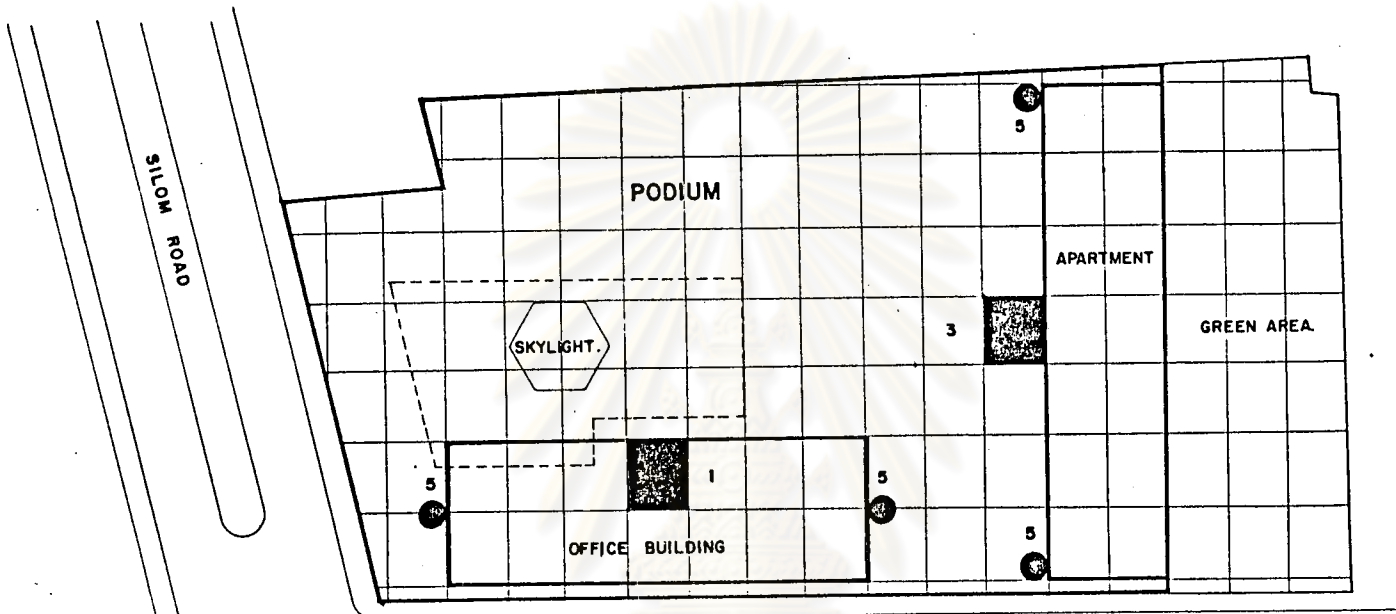 SILOM ROAD
PODIUM
5
APARTMENT
SKYLIGHT.
3
GREEN AREA.
5
1
5
OFFICE BUILDING
5